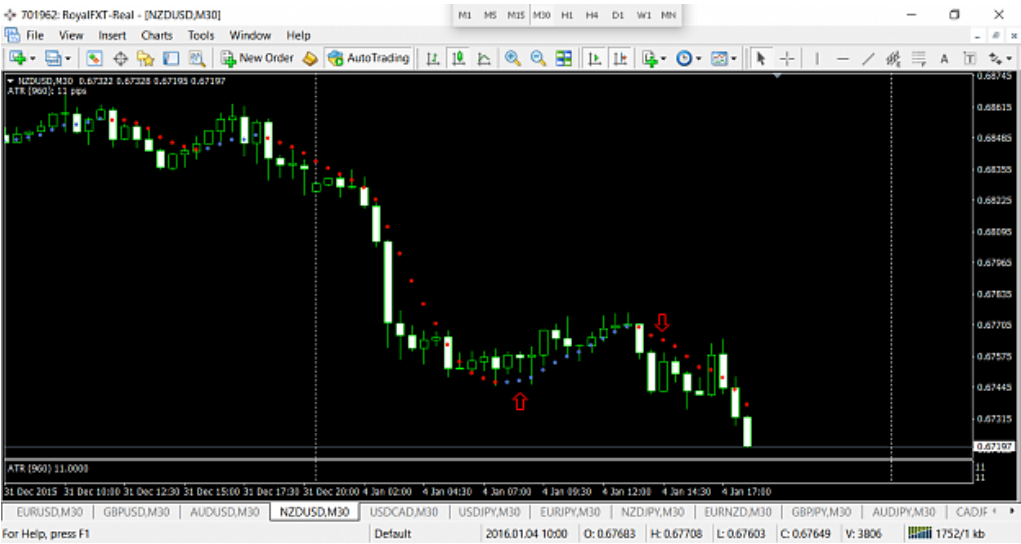 701962: RoyalFXT-Real - [NZDUSD,M30]
M1 M5 M15 M30 H1 H4 D1 W1 MN
File View Insert Charts Tools Window Help
New Order AutoTrading A T
NZDUSD,M30 0.67322 0.67328 0.67195 0.67197
ATR (960): 11 pips
0.68745
0.68615
0.68485
0.68355
0.68225
0.68095
0.67965
0.67835
0.67705
0.67575
0.67445
0.67315
0.67197
ATR (960) 11.0000
11
11
31 Dec 2015 31 Dec 10:00 31 Dec 12:30 31 Dec 15:00 31 Dec 17:30 31 Dec 20:00 4 Jan 02:00 4 Jan 04:30 4 Jan 07:00 4 Jan 09:30 4 Jan 12:00 4 Jan 14:30 4 Jan 17:00
EURUSD,M30 GBPUSD,M30 AUDUSD,M30 NZDUSD,M30 USDCAD,M30 USDJPY,M30 EURJPY,M30 NZDJPY,M30 EURNZD,M30 GBPJPY,M30 AUDJPY,M30 CADJF
For Help, press F1 Default 2016.01.04 10:00 O: 0.67683 H: 0.67708 L: 0.67603 C: 0.67649 V: 3806 1752/1 kb